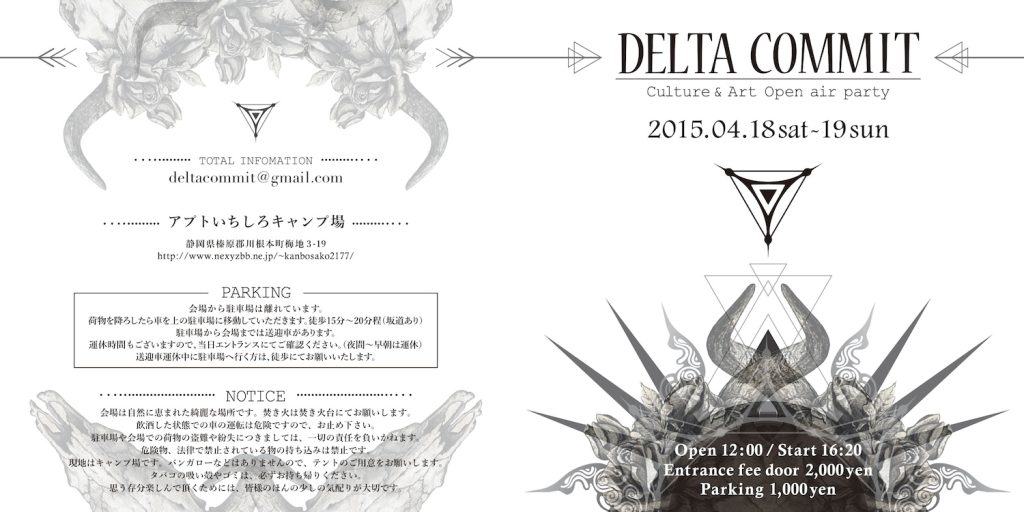 TOTAL INFOMATION
deltacommit@gmail.com
アプトいちしろキャンプ場
静岡県榛原郡川根本町梅地3-19
http://www.nexyzbb.ne.jp/~kanbosako2177/
PARKING
会場から駐車場は離れています。
荷物を降ろしたら車を上の駐車場に移動していただきます。徒歩15分～20分程(坂道あり)
駐車場から会場までは送迎車があります。
運休時間もございますので、当日エントランスにてご確認ください。(夜間～早朝は運休)
送迎車運休中に駐車場へ行く方は、徒歩にてお願いいたします。
NOTICE
会場は自然に恵まれた綺麗な場所です。焚き火は焚き火台にてお願いします。
飲酒した状態での車の運転は危険ですので、お止め下さい。
駐車場や会場での荷物の盗難や紛失につきましては、一切の責任を負いかねます。
危険物、法律で禁止されている物の持ち込みは禁止です。
現地はキャンプ場です。バンガローなどはありませんので、テントのご用意をお願いします。
タバコの吸い殻やゴミは、必ずお持ち帰りください。
思う存分楽しんで頂くためには、皆様のほんの少しの気配りが大切です。
DELTA COMMIT
Culture & Art Open air party
2015.04.18sat~19sun
Open 12:00 / Start 16:20
Entrance fee door 2,000yen
Parking 1,000yen